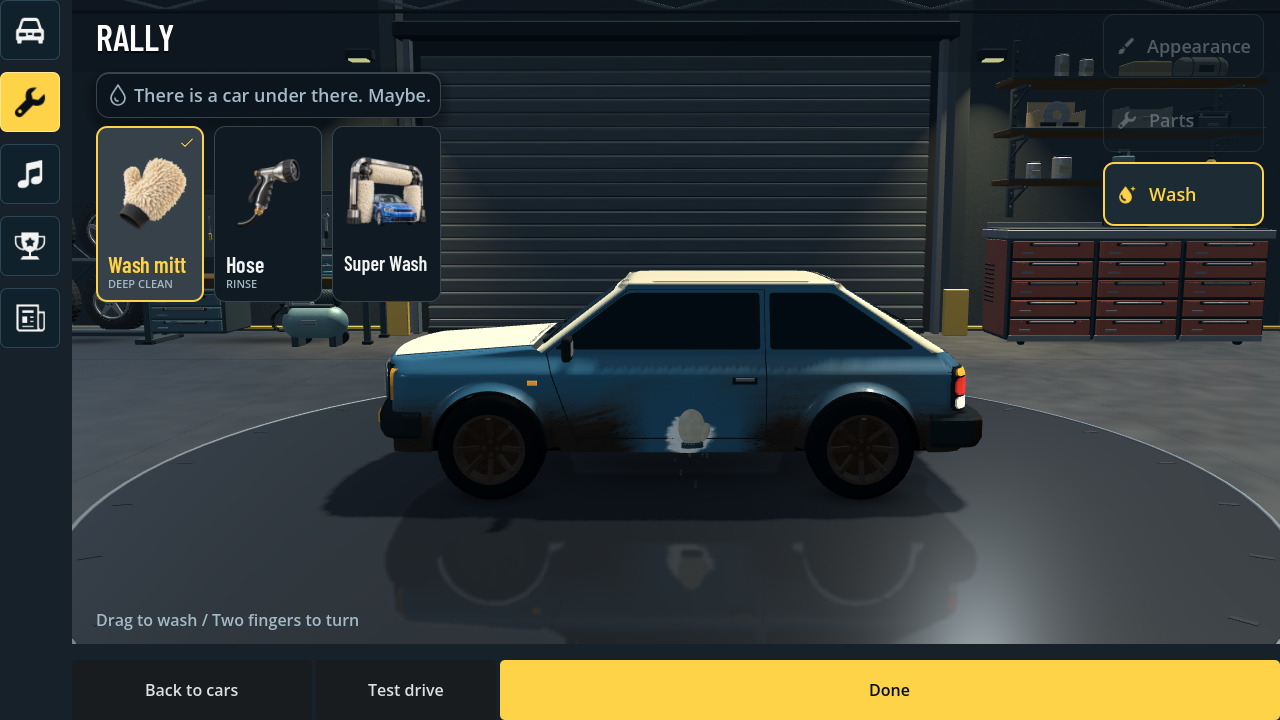 RALLY
There is a car under there. Maybe.
Wash mitt
DEEP CLEAN
Hose
RINSE
Super Wash
Appearance
Parts
Wash
Drag to wash / Two fingers to turn
Back to cars
Test drive
Done